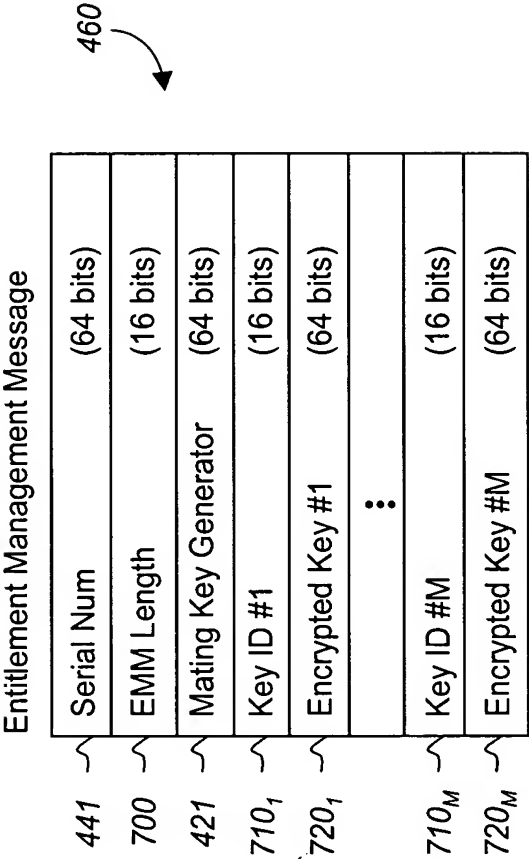 Entitlement Management Message
460
441 Serial Num (64 bits)
700 EMM Length (16 bits)
421 Mating Key Generator (64 bits)
710₁ Key ID #1 (16 bits)
720₁ Encrypted Key #1 (64 bits)
•••
710M Key ID #M (16 bits)
720M Encrypted Key #M (64 bits)